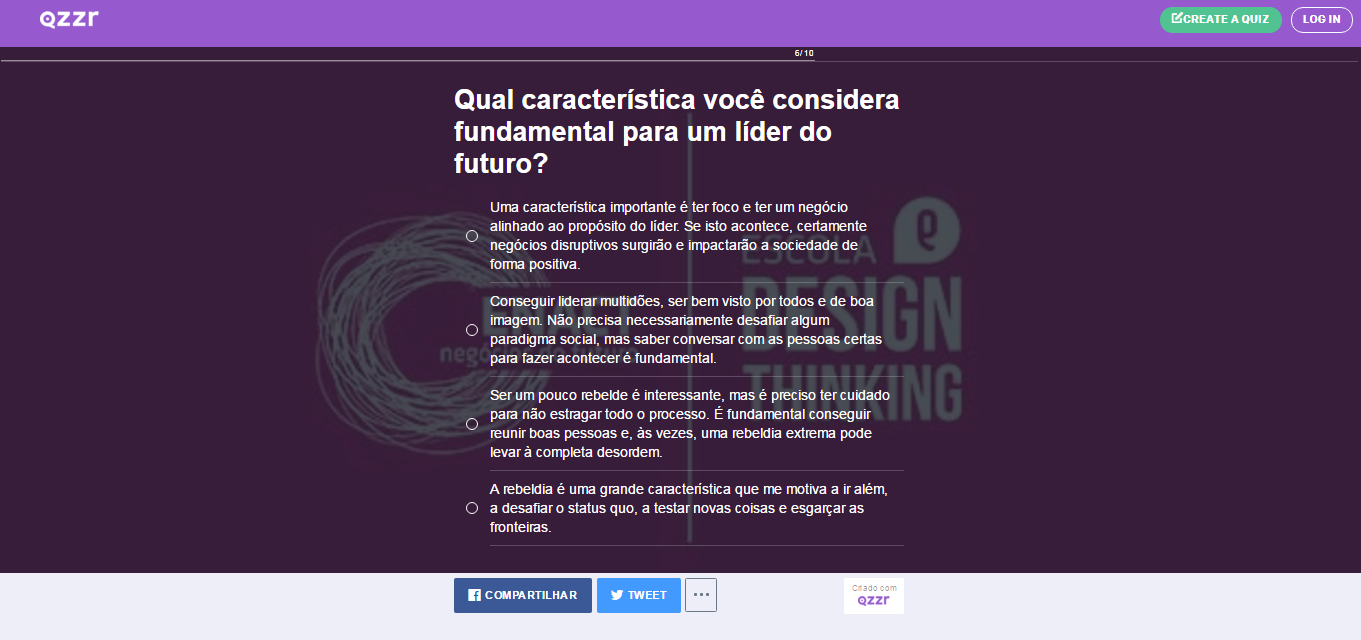 qzzr
CREATE A QUIZ
LOG IN
6/10
Qual característica você considera
fundamental para um líder do
futuro?
Uma característica importante é ter foco e ter um negócio
alinhado ao propósito do líder. Se isto acontece, certamente
negócios disruptivos surgirão e impactarão a sociedade de
forma positiva.
Conseguir liderar multidões, ser bem visto por todos e de boa
imagem. Não precisa necessariamente desafiar algum
paradigma social, mas saber conversar com as pessoas certas
para fazer acontecer é fundamental.
Ser um pouco rebelde é interessante, mas é preciso ter cuidado
para não estragar todo o processo. É fundamental conseguir
reunir boas pessoas e, às vezes, uma rebeldia extrema pode
levar à completa desordem.
A rebeldia é uma grande característica que me motiva a ir além,
a desafiar o status quo, a testar novas coisas e esgarçar as
fronteiras.
ESCOLA
DESIGN
THINKING
COMPARTILHAR
TWEET
Criado com
qzzr